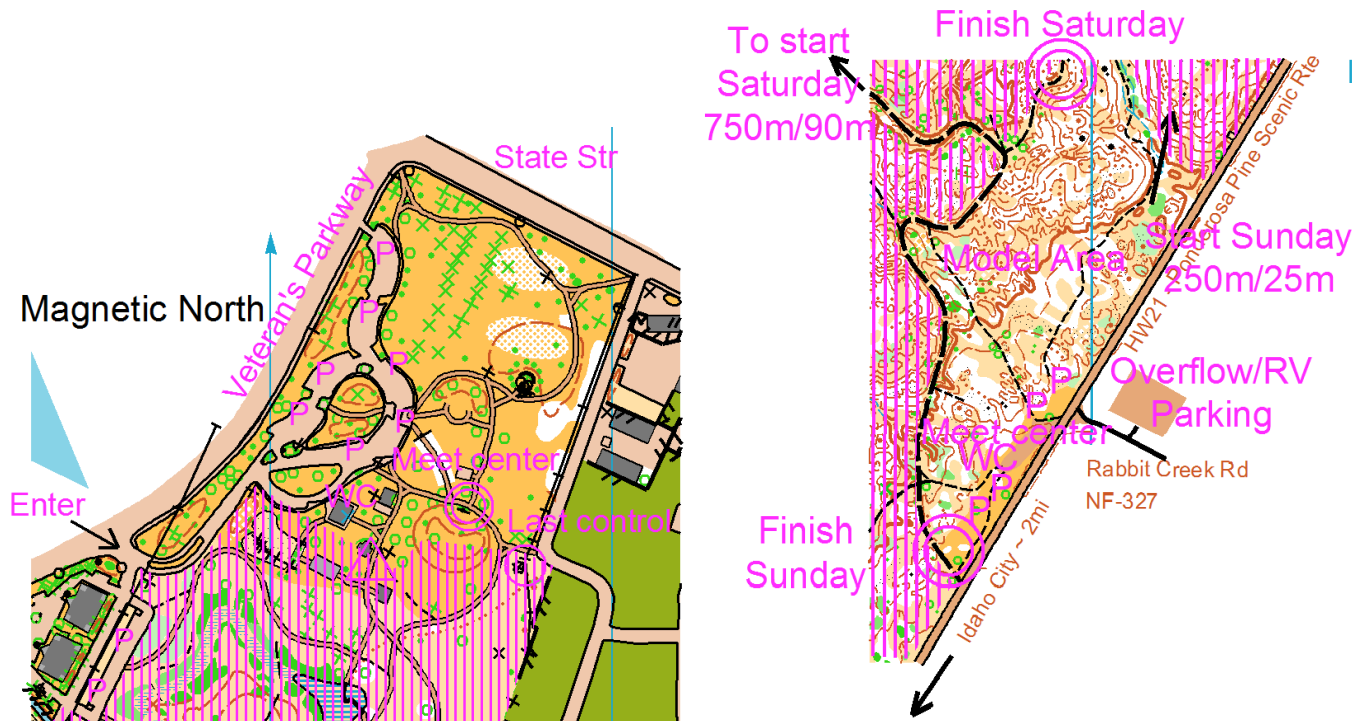 Finish Saturday
To start
Saturday
750m/90m
State Str
Veteran's Parkway
Magnetic North
P
P
P
P
P
P
P
Meet center
WC
Enter
Last control
P
P
HW21 Ponderosa Pine Scenic Rte
Start Sunday
250m/25m
Model Area
Overflow/RV
Parking
P
P
Meet center
WC
P
P
Rabbit Creek Rd
NF-327
Finish
Sunday
Idaho City ~ 2mi